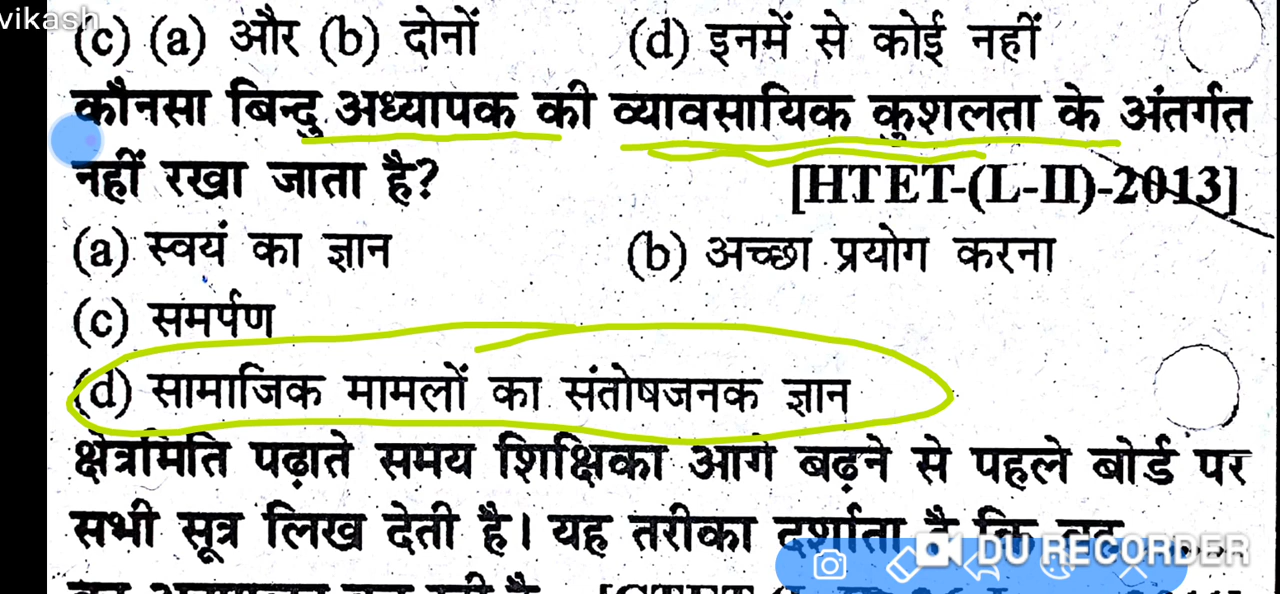 vikash
(c) (a) और (b) दोनों (d) इनमें से कोई नहीं
कौनसा बिन्दु अध्यापक की व्यावसायिक कुशलता के अंतर्गत
नहीं रखा जाता है?
[HTET-(L-II)-2013]
(a) स्वयं का ज्ञान (b) अच्छा प्रयोग करना
(c) समर्पण
(d) सामाजिक मामलों का संतोषजनक ज्ञान
क्षेत्रमिति पढ़ाते समय शिक्षिका आगे बढ़ने से पहले बोर्ड पर
सभी सूत्र लिख देती है। यह तरीका दर्शाता है कि वह
DU RECORDER